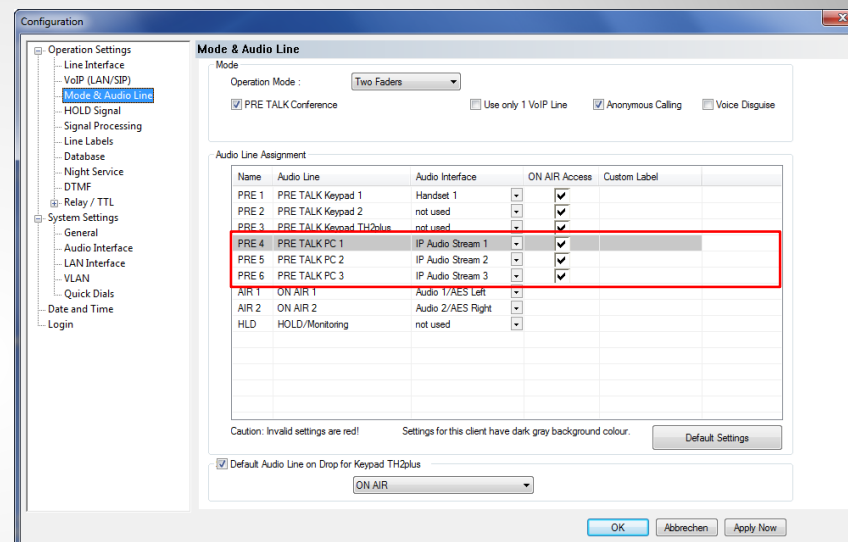 Configuration
Operation Settings
Line Interface
VoIP (LAN/SIP)
Mode & Audio Line
HOLD Signal
Signal Processing
Line Labels
Database
Night Service
DTMF
Relay / TTL
System Settings
General
Audio Interface
LAN Interface
VLAN
Quick Dials
Date and Time
Login
Mode & Audio Line
Mode
Operation Mode : Two Faders
PRE TALK Conference Use only 1 VoIP Line Anonymous Calling Voice Disguise
Audio Line Assignment
Name Audio Line Audio Interface ON AIR Access Custom Label
PRE 1 PRE TALK Keypad 1 Handset 1
PRE 2 PRE TALK Keypad 2 not used
PRE 3 PRE TALK Keypad TH2plus not used
PRE 4 PRE TALK PC 1 IP Audio Stream 1
PRE 5 PRE TALK PC 2 IP Audio Stream 2
PRE 6 PRE TALK PC 3 IP Audio Stream 3
AIR 1 ON AIR 1 Audio 1/AES Left
AIR 2 ON AIR 2 Audio 2/AES Right
HLD HOLD/Monitoring not used
Caution: Invalid settings are red! Settings for this client have dark gray background colour. Default Settings
Default Audio Line on Drop for Keypad TH2plus
ON AIR
OK Abbrechen Apply Now